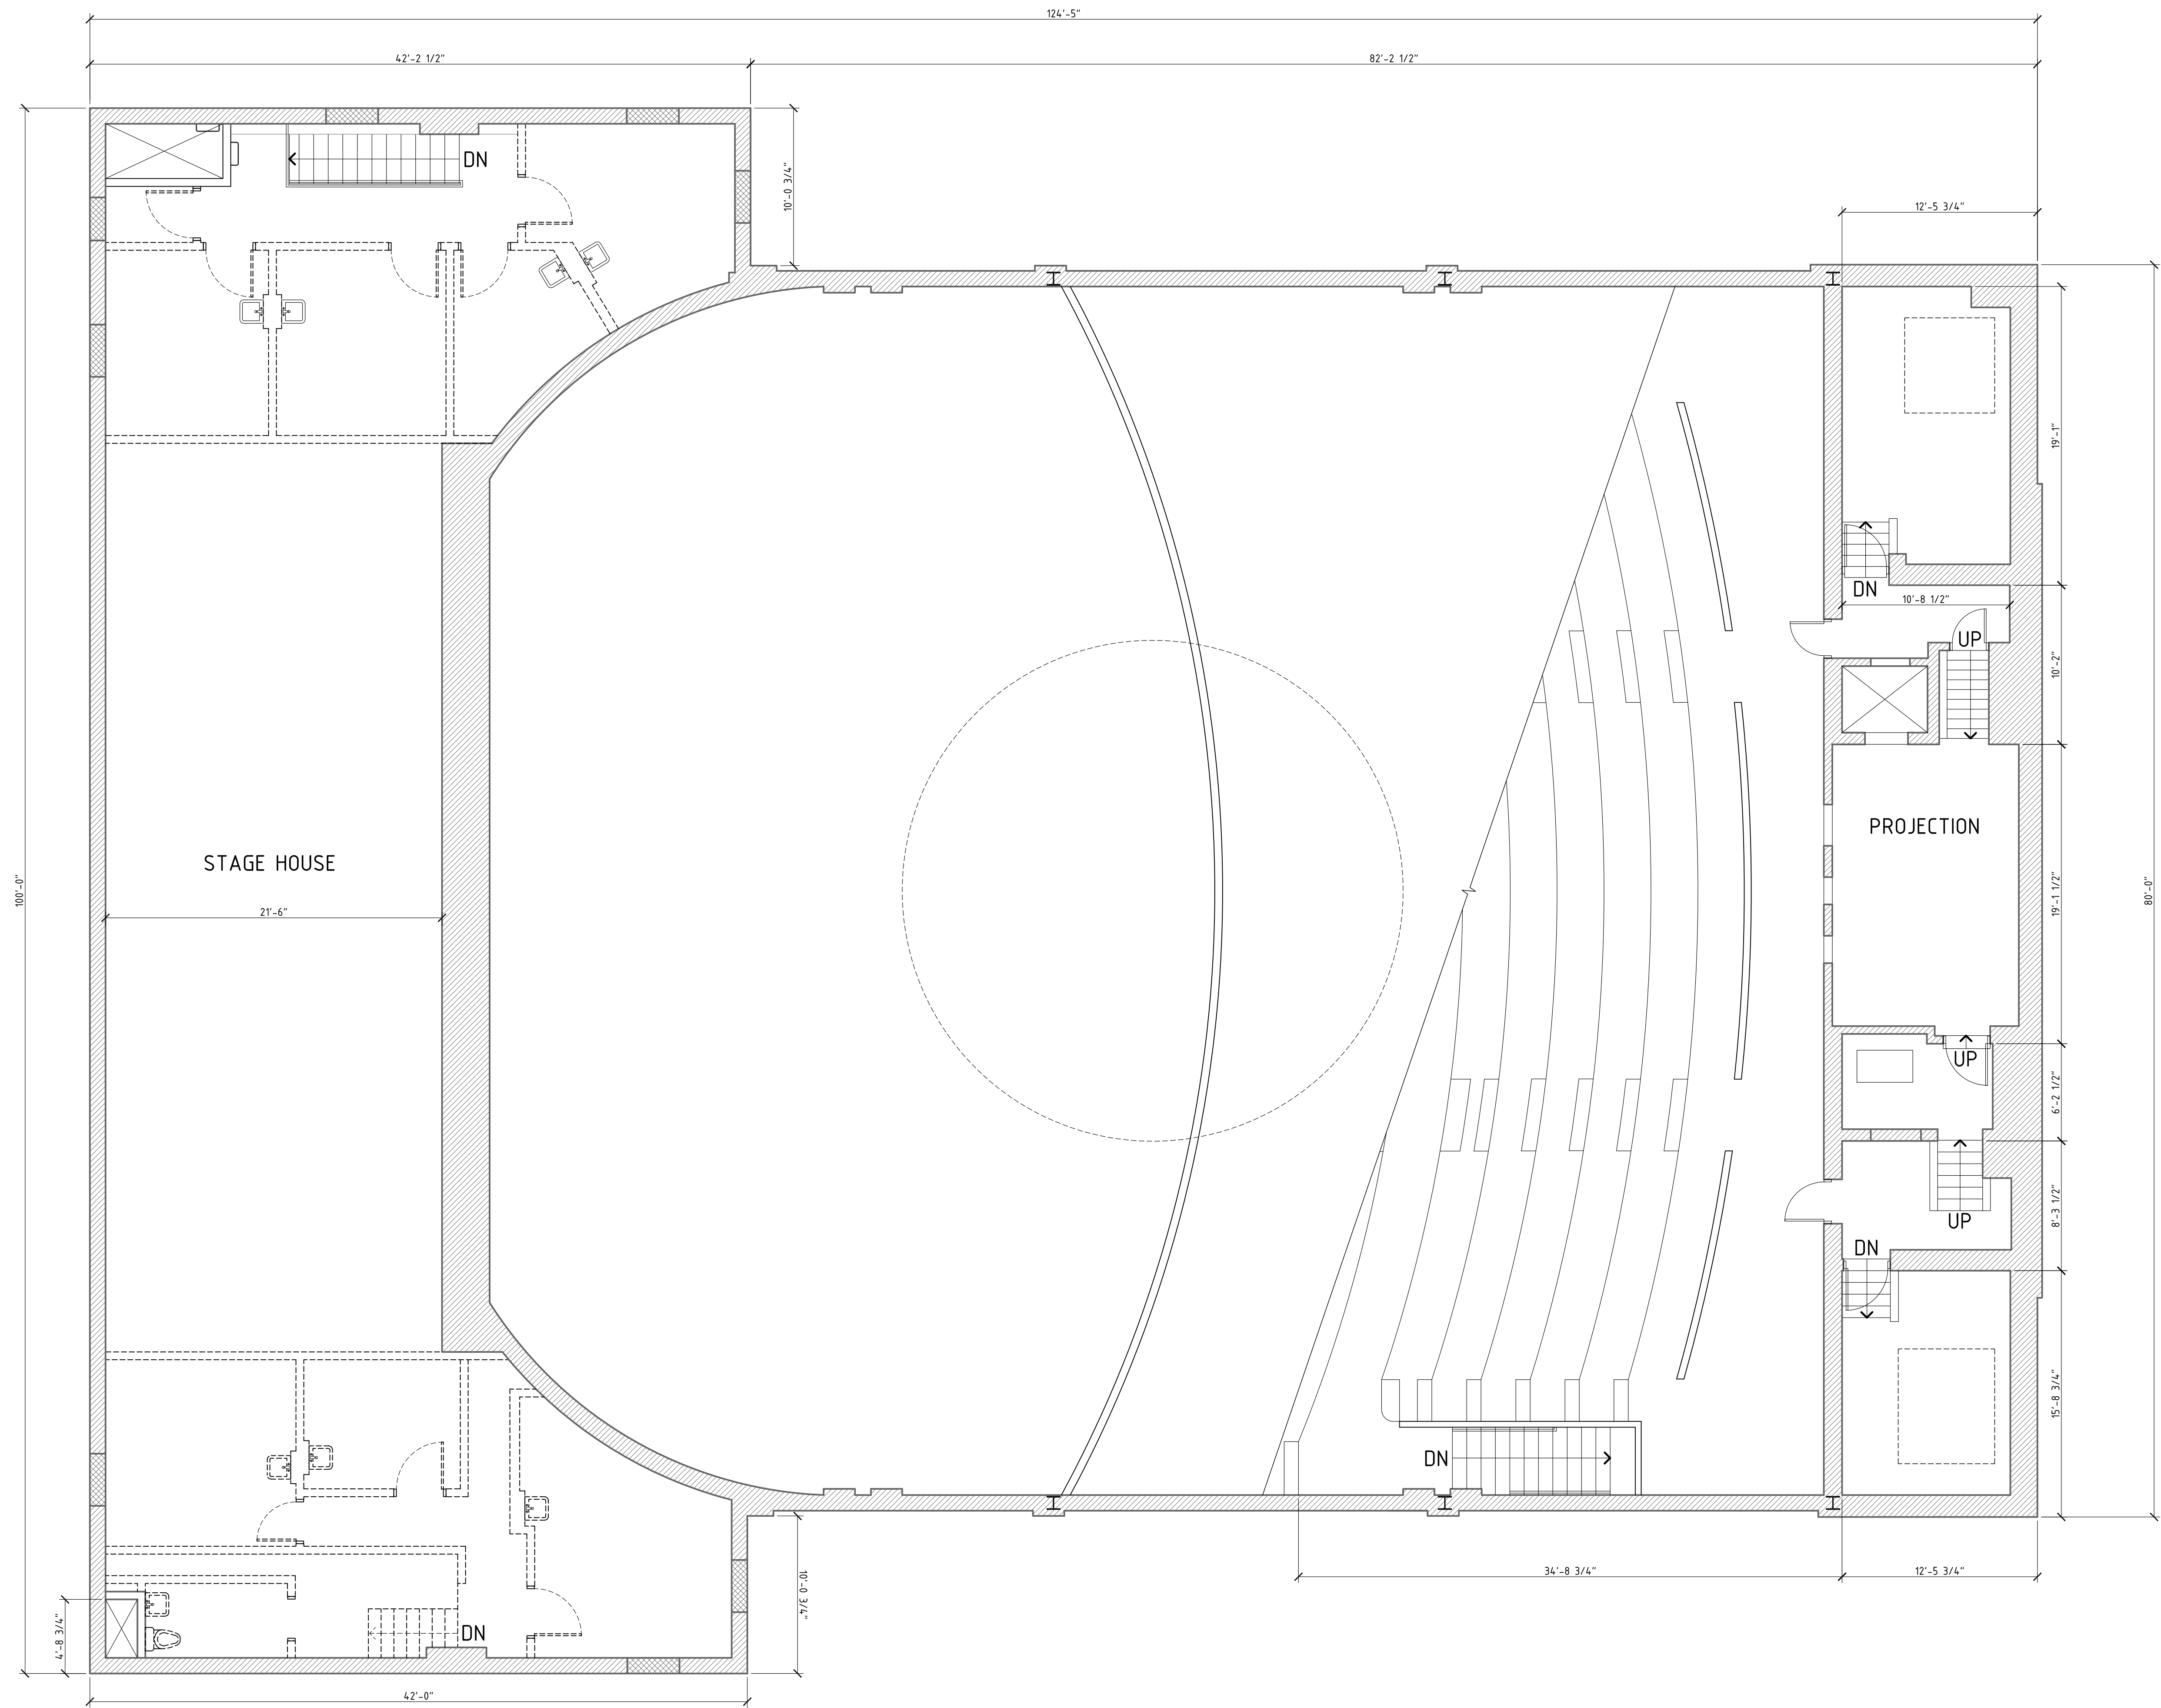 124'-5"
42'-2 1/2"
82'-2 1/2"
10'-0 3/4"
DN
12'-5 3/4"
19'-1"
DN
10'-8 1/2"
UP
10'-2"
PROJECTION
STAGE HOUSE
100'-0"
80'-0"
19'-1 1/2"
21'-6"
UP
6'-2 1/2"
8'-3 1/2"
UP
DN
15'-8 3/4"
DN
34'-8 3/4"
12'-5 3/4"
10'-0 3/4"
DN
4'-8 3/4"
42'-0"